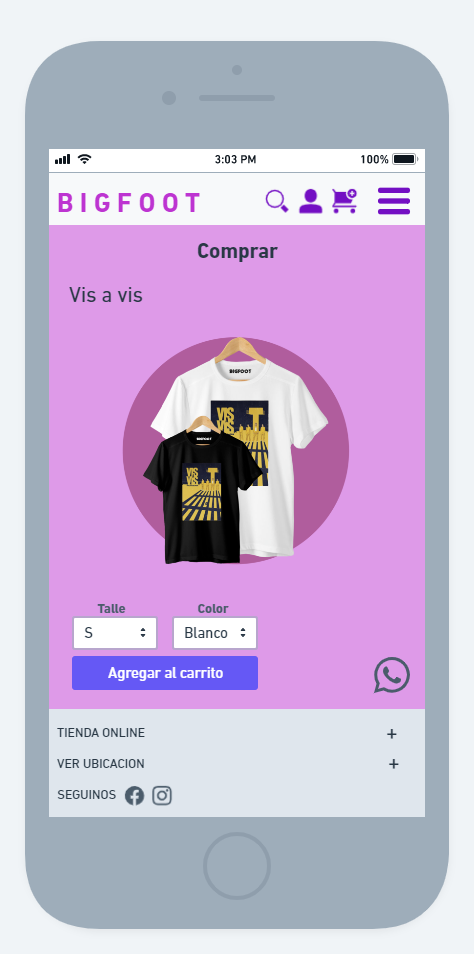 3:03 PM 100%
BIGFOOT
Comprar
Vis a vis
BIGFOOT
VIS
VIS
BIGFOOT
VIS
VIS
Talle Color
S Blanco
Agregar al carrito
TIENDA ONLINE +
VER UBICACION +
SEGUINOS